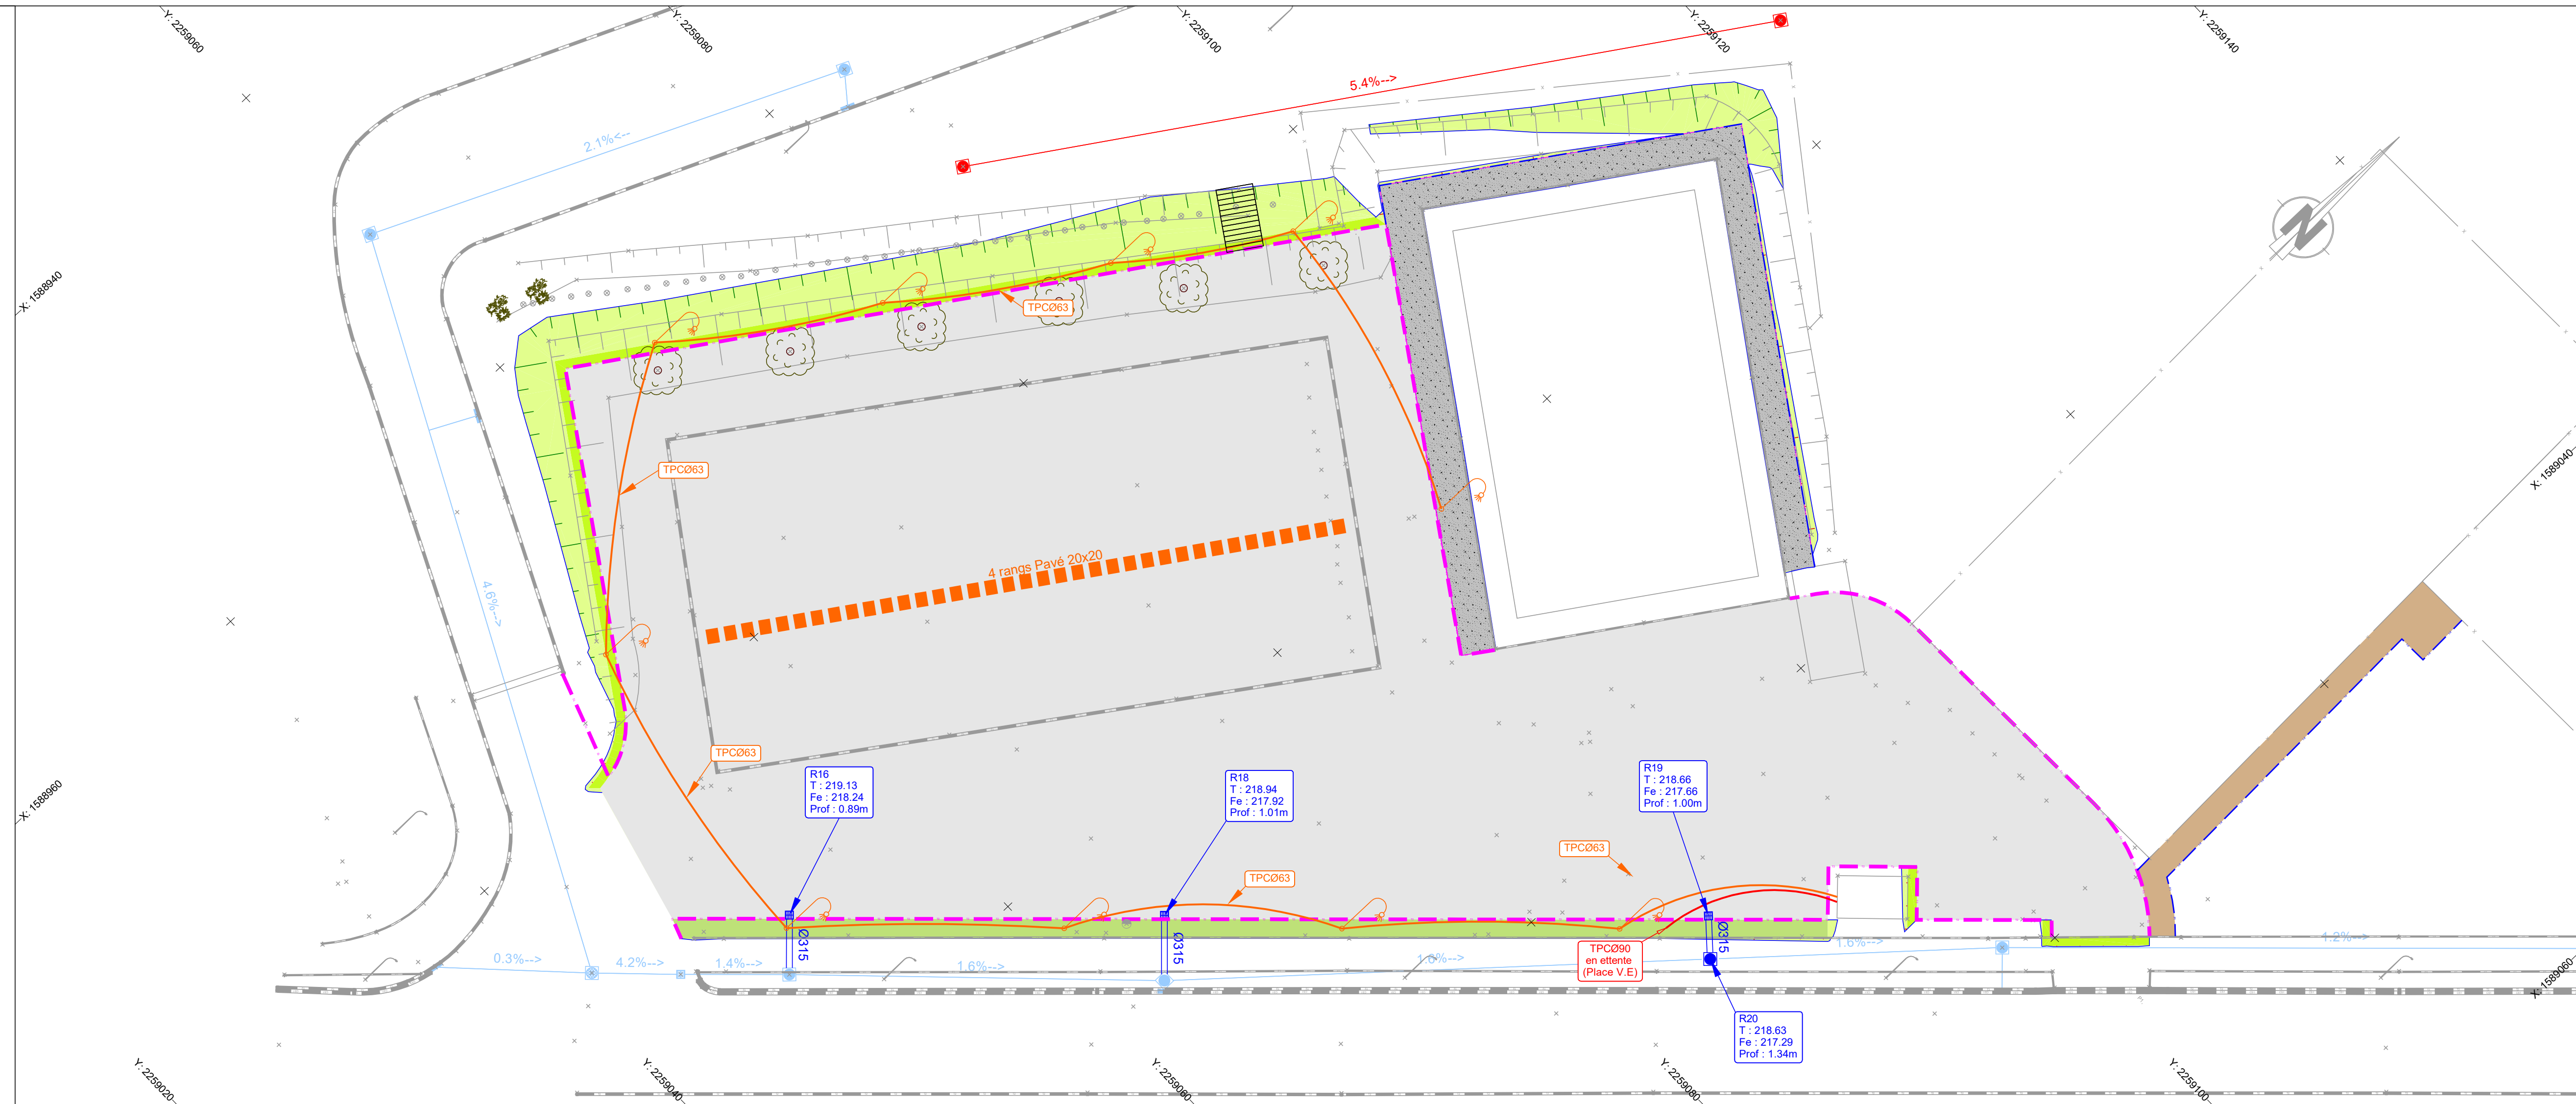 Y: 2259060
Y: 2259080
Y: 2259100
Y: 2259120
Y: 2259140
5.4%-->
2.1%<--
N
X: 1588940
TPCØ63
X: 1589040
TPCØ63
4 rangs Pavé 20x20
4.6%-->
TPCØ63
R16
T : 219.13
Fe : 218.24
Prof : 0.89m
R18
T : 218.94
Fe : 217.92
Prof : 1.01m
R19
T : 218.66
Fe : 217.66
Prof : 1.00m
X: 1588960
TPCØ63
TPCØ63
Ø315
Ø315
Ø315
0.3%-->
4.2%-->
1.4%-->
1.6%-->
1.6%-->
1.6%-->
1.2%-->
TPCØ90
en attente
(Place V.E)
X: 1589060
R20
T : 218.63
Fe : 217.29
Prof : 1.34m
Y: 2259020
Y: 2259040
Y: 2259060
Y: 2259080
Y: 2259100